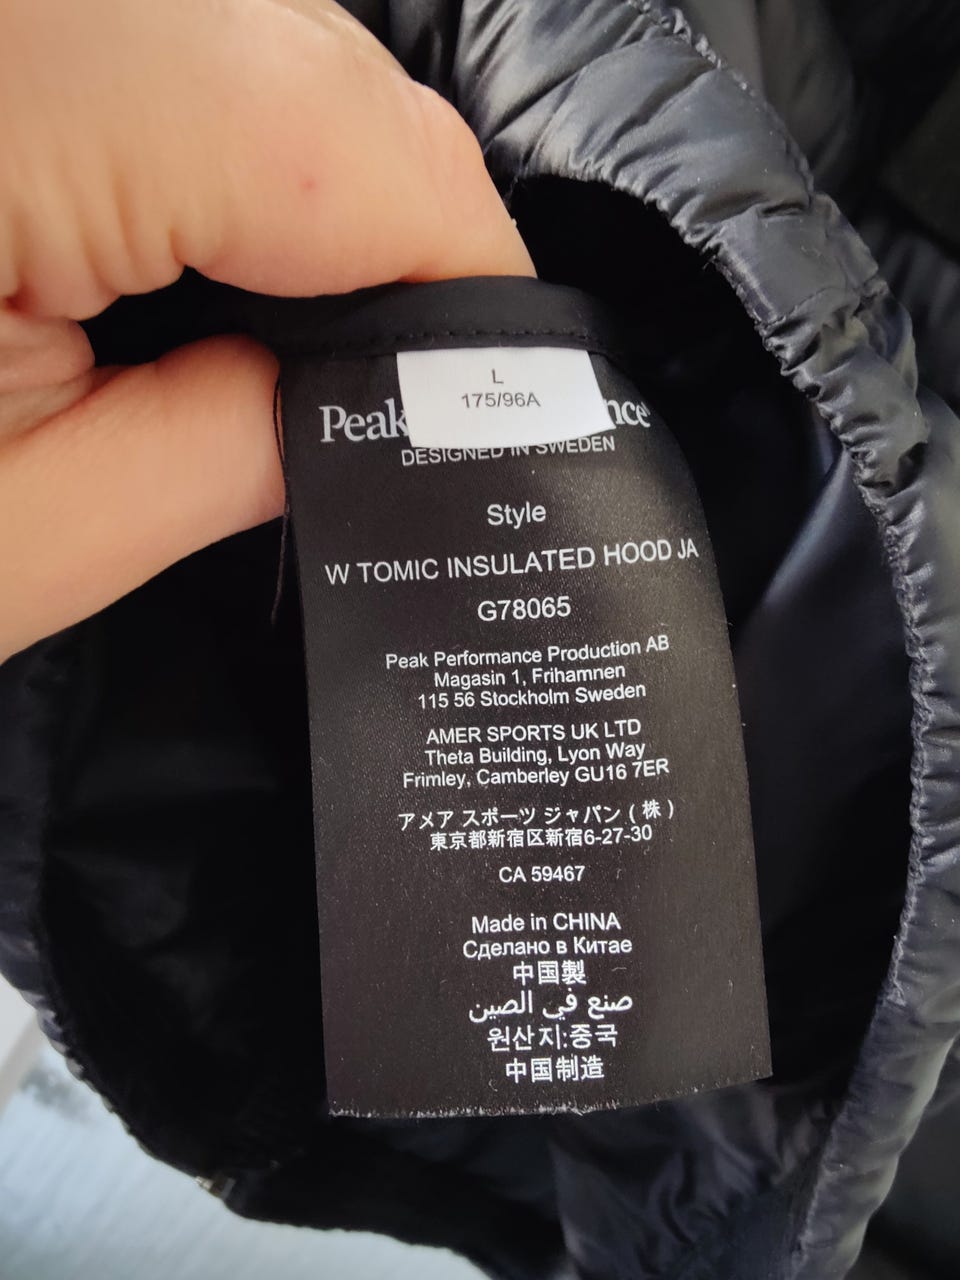 L
175/96A
Peak nce
DESIGNED IN SWEDEN
Style
W TOMIC INSULATED HOOD JA
G78065
Peak Performance Production AB
Magasin 1, Frihamnen
115 56 Stockholm Sweden
AMER SPORTS UK LTD
Theta Building, Lyon Way
Frimley, Camberley GU16 7ER
アメア スポーツ ジャパン ( 株 )
東京都新宿区新宿6-27-30
CA 59467
Made in CHINA
Сделано в Китае
中国製
صنع في الصين
원산지:중국
中国制造